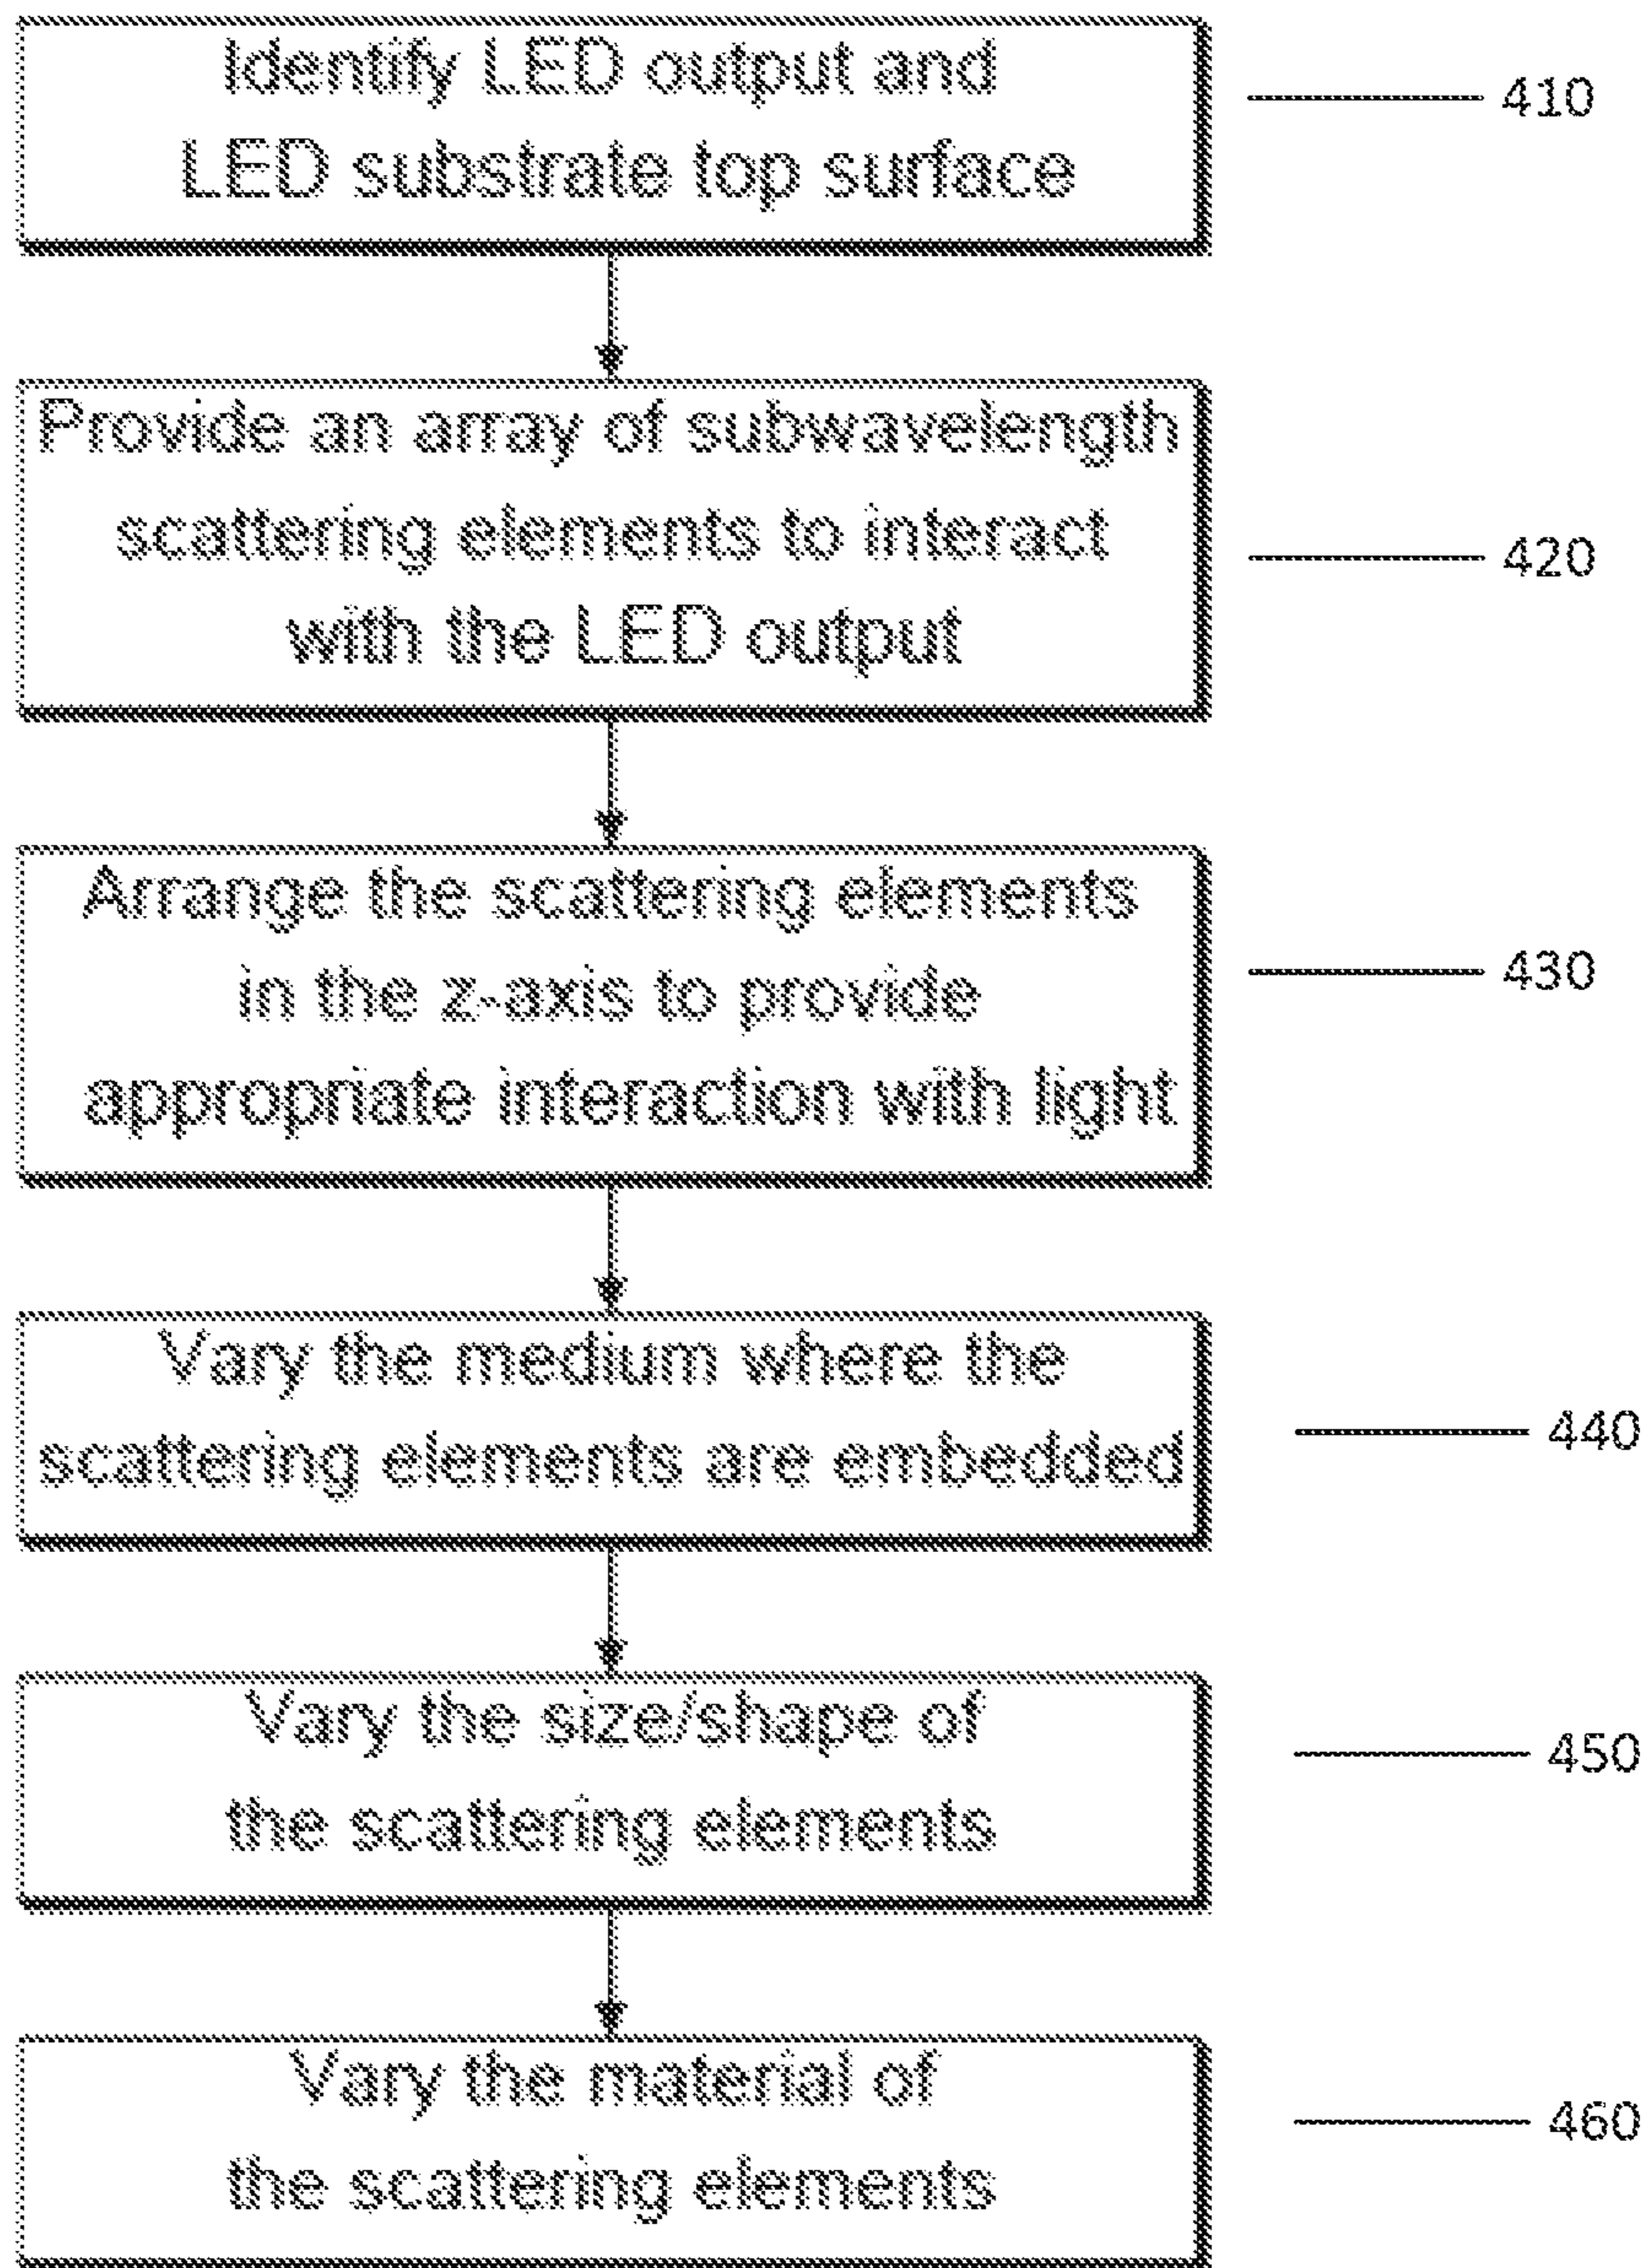 Identify LED output and
LED substrate top surface
410
Provide an array of subwavelength
scattering elements to interact
with the LED output
420
Arrange the scattering elements
in the z-axis to provide
appropriate interaction with light
430
Vary the medium where the
scattering elements are embedded
440
Vary the size/shape of
the scattering elements
450
Vary the material of
the scattering elements
460